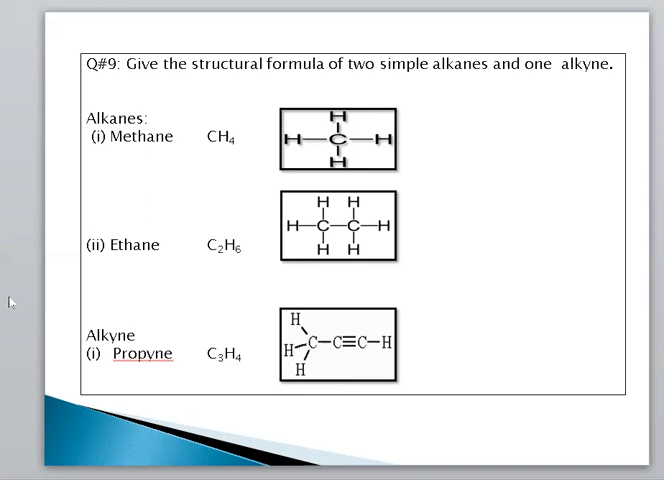 Q#9: Give the structural formula of two simple alkanes and one alkyne.
Alkanes:
(i) Methane CH₄
H
H—C—H
H
H H
H—C—C—H
H H
(ii) Ethane C₂H₆
H
H—C—C≡C—H
H
Alkyne
(i) Propyne C₃H₄